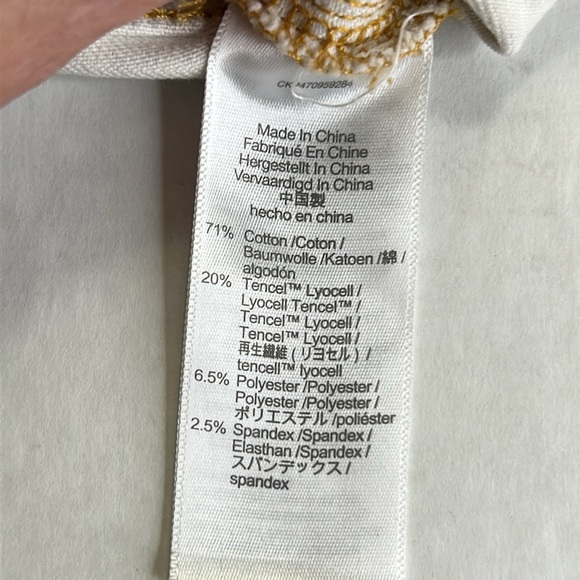 Made In China
Fabriqué En Chine
Hergestellt In China
Vervaardigd In China
中国製
hecho en china
71% Cotton /Coton /
Baumwolle /Katoen /綿 /
algodón
20% Tencel™ Lyocell /
Lyocell Tencel™ /
Tencel™ Lyocell /
Tencel™ Lyocell /
再生繊維 ( リヨセル ) /
tencell™ lyocell
6.5% Polyester /Polyester /
Polyester /Polyester /
ポリエステル /poliéster
2.5% Spandex /Spandex /
Elasthan /Spandex /
スパンデックス /
spandex